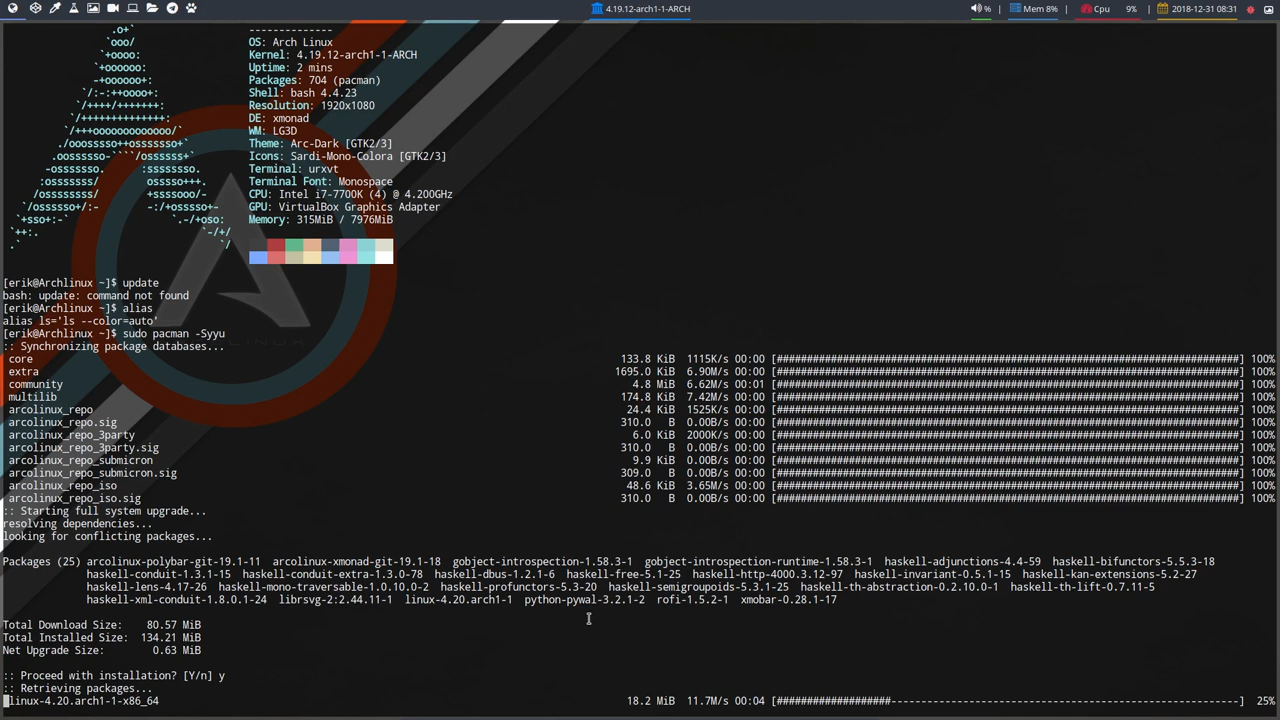 4.19.12-arch1-1-ARCH % Mem 8% Cpu 9% 2018-12-31 08:31
--------------
OS: Arch Linux
Kernel: 4.19.12-arch1-1-ARCH
Uptime: 2 mins
Packages: 704 (pacman)
Shell: bash 4.4.23
Resolution: 1920x1080
DE: xmonad
WM: LG3D
Theme: Arc-Dark [GTK2/3]
Icons: Sardi-Mono-Colora [GTK2/3]
Terminal: urxvt
Terminal Font: Monospace
CPU: Intel i7-7700K (4) @ 4.200GHz
GPU: VirtualBox Graphics Adapter
Memory: 315MiB / 7976MiB
[erik@Archlinux ~]$ update
bash: update: command not found
[erik@Archlinux ~]$ alias
alias ls='ls --color=auto'
[erik@Archlinux ~]$ sudo pacman -Syyu
:: Synchronizing package databases...
core 133.8 KiB 1115K/s 00:00 [##############################################################################] 100%
extra 1695.0 KiB 6.90M/s 00:00 [##############################################################################] 100%
community 4.8 MiB 6.62M/s 00:01 [##############################################################################] 100%
multilib 174.8 KiB 7.42M/s 00:00 [##############################################################################] 100%
arcolinux_repo 24.4 KiB 1525K/s 00:00 [##############################################################################] 100%
arcolinux_repo.sig 310.0 B 0.00B/s 00:00 [##############################################################################] 100%
arcolinux_repo_3party 6.0 KiB 2000K/s 00:00 [##############################################################################] 100%
arcolinux_repo_3party.sig 310.0 B 0.00B/s 00:00 [##############################################################################] 100%
arcolinux_repo_submicron 9.9 KiB 0.00B/s 00:00 [##############################################################################] 100%
arcolinux_repo_submicron.sig 309.0 B 0.00B/s 00:00 [##############################################################################] 100%
arcolinux_repo_iso 48.6 KiB 3.65M/s 00:00 [##############################################################################] 100%
arcolinux_repo_iso.sig 310.0 B 0.00B/s 00:00 [##############################################################################] 100%
:: Starting full system upgrade...
resolving dependencies...
looking for conflicting packages...
Packages (25) arcolinux-polybar-git-19.1-11 arcolinux-xmonad-git-19.1-18 gobject-introspection-1.58.3-1 gobject-introspection-runtime-1.58.3-1 haskell-adjunctions-4.4-59 haskell-bifunctors-5.5.3-18
haskell-conduit-1.3.1-15 haskell-conduit-extra-1.3.0-78 haskell-dbus-1.2.1-6 haskell-free-5.1-25 haskell-http-4000.3.12-97 haskell-invariant-0.5.1-15 haskell-kan-extensions-5.2-27
haskell-lens-4.17-26 haskell-mono-traversable-1.0.10.0-2 haskell-profunctors-5.3-20 haskell-semigroupoids-5.3.1-25 haskell-th-abstraction-0.2.10.0-1 haskell-th-lift-0.7.11-5
haskell-xml-conduit-1.8.0.1-24 librsvg-2:2.44.11-1 linux-4.20.arch1-1 python-pywal-3.2.1-2 rofi-1.5.2-1 xmobar-0.28.1-17
Total Download Size: 80.57 MiB
Total Installed Size: 134.21 MiB
Net Upgrade Size: 0.63 MiB
:: Proceed with installation? [Y/n] y
:: Retrieving packages...
linux-4.20.arch1-1-x86_64 18.2 MiB 11.7M/s 00:04 [###################-----------------------------------------------------------] 25%